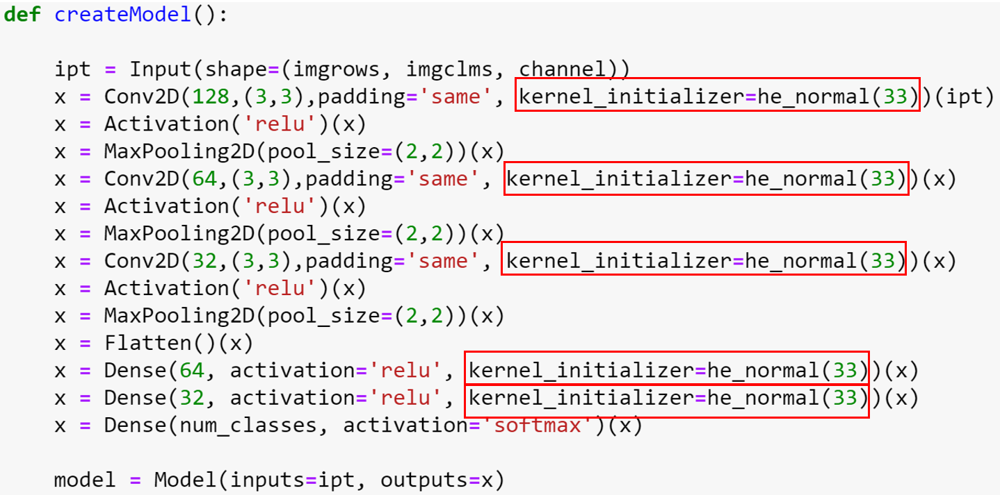 def createModel():
    ipt = Input(shape=(imgrows, imgclms, channel))
    x = Conv2D(128,(3,3),padding='same', kernel_initializer=he_normal(33))(ipt)
    x = Activation('relu')(x)
    x = MaxPooling2D(pool_size=(2,2))(x)
    x = Conv2D(64,(3,3),padding='same', kernel_initializer=he_normal(33))(x)
    x = Activation('relu')(x)
    x = MaxPooling2D(pool_size=(2,2))(x)
    x = Conv2D(32,(3,3),padding='same', kernel_initializer=he_normal(33))(x)
    x = Activation('relu')(x)
    x = MaxPooling2D(pool_size=(2,2))(x)
    x = Flatten()(x)
    x = Dense(64, activation='relu', kernel_initializer=he_normal(33))(x)
    x = Dense(32, activation='relu', kernel_initializer=he_normal(33))(x)
    x = Dense(num_classes, activation='softmax')(x)
    model = Model(inputs=ipt, outputs=x)